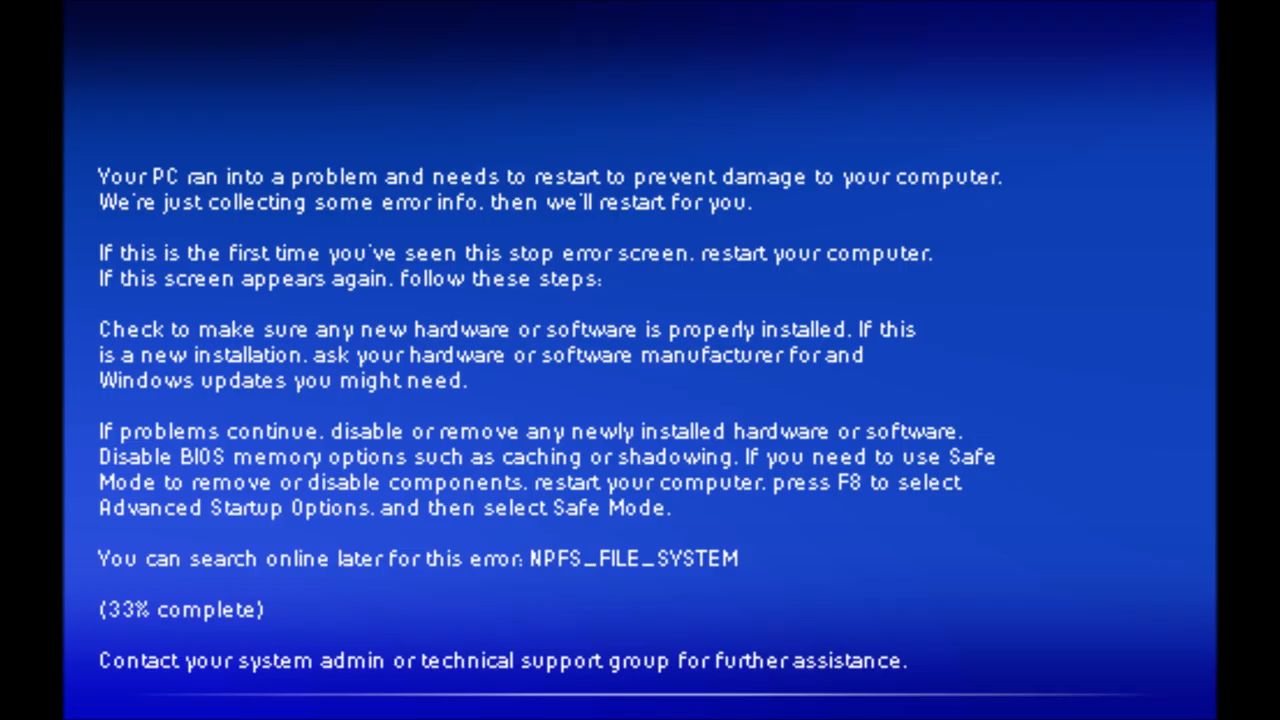 Your PC ran into a problem and needs to restart to prevent damage to your computer.
We're just collecting some error info, then we'll restart for you.
If this is the first time you've seen this stop error screen, restart your computer.
If this screen appears again, follow these steps:
Check to make sure any new hardware or software is properly installed. If this
is a new installation, ask your hardware or software manufacturer for and
Windows updates you might need.
If problems continue, disable or remove any newly installed hardware or software.
Disable BIOS memory options such as caching or shadowing. If you need to use Safe
Mode to remove or disable components, restart your computer, press F8 to select
Advanced Startup Options, and then select Safe Mode.
You can search online later for this error: NPFS_FILE_SYSTEM
(33% complete)
Contact your system admin or technical support group for further assistance.